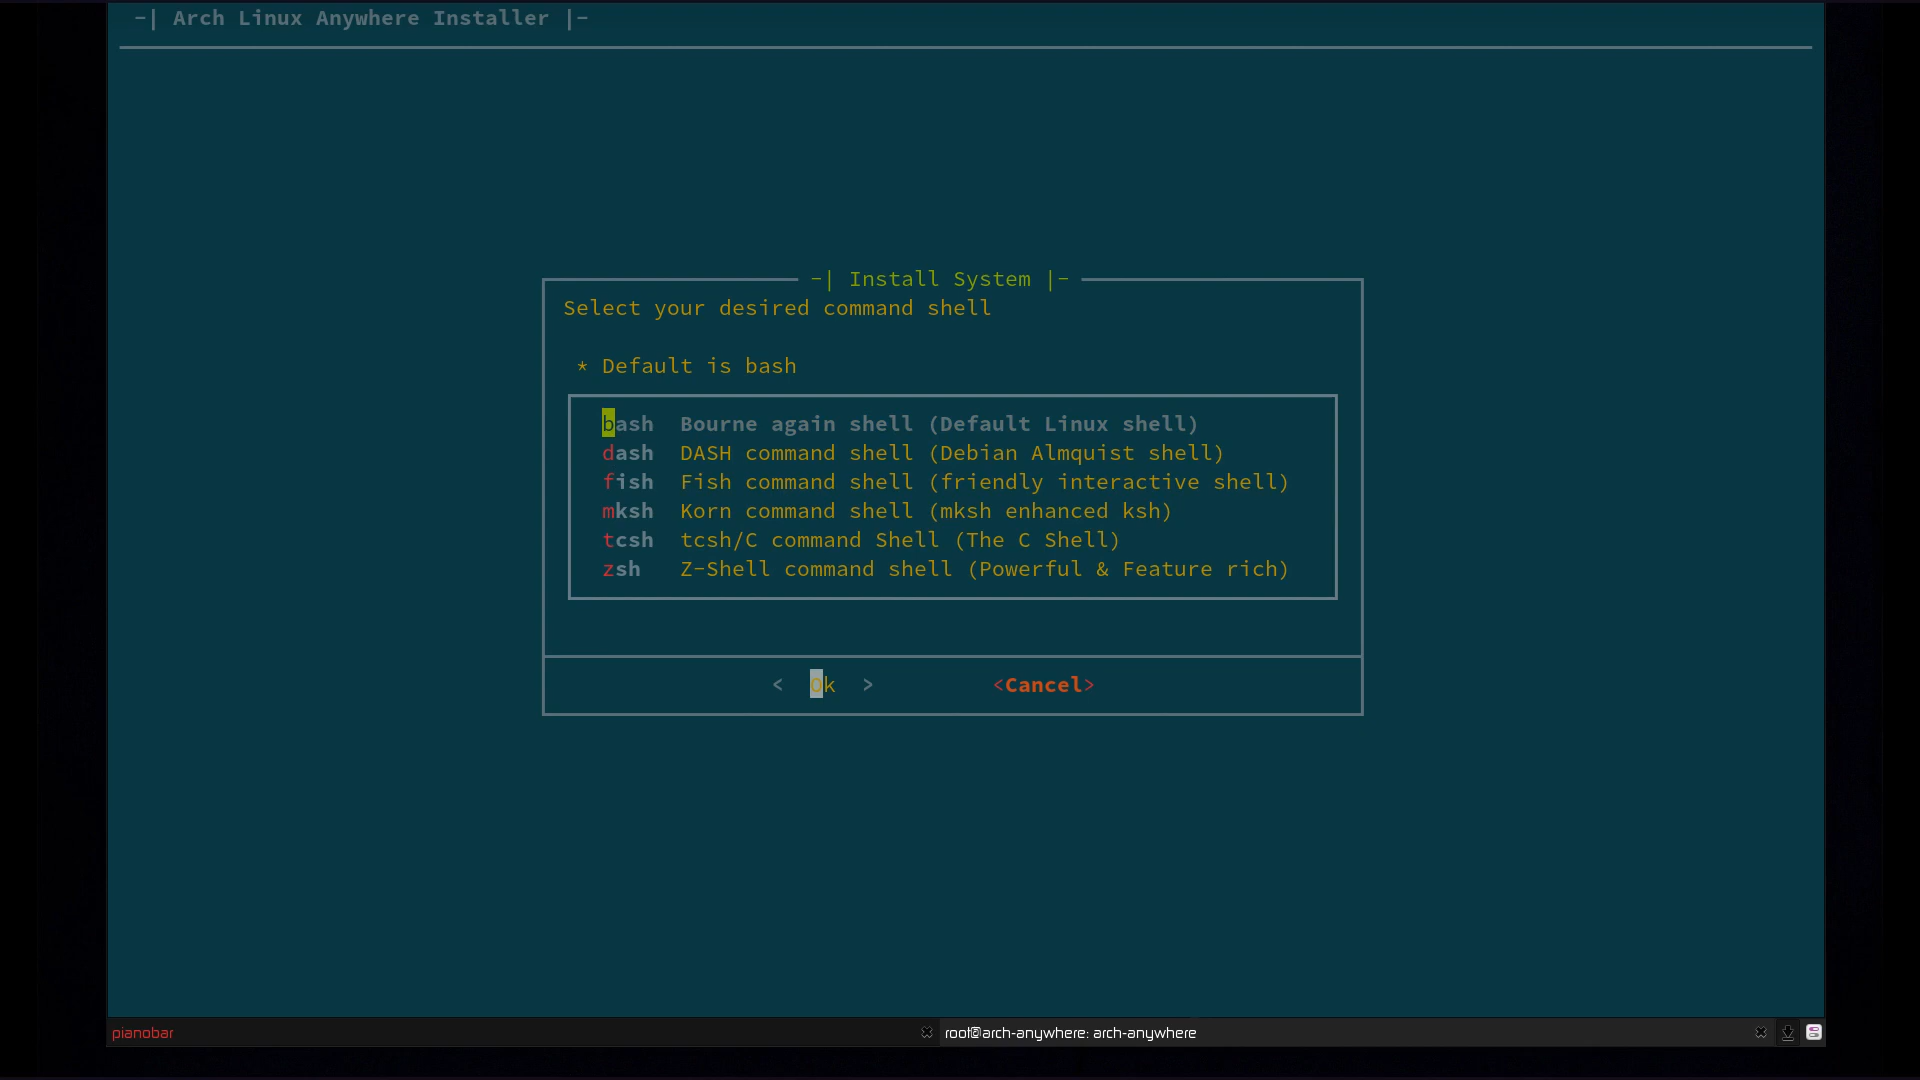 -| Arch Linux Anywhere Installer |-
-| Install System |-
Select your desired command shell
* Default is bash
bash Bourne again shell (Default Linux shell)
dash DASH command shell (Debian Almquist shell)
fish Fish command shell (friendly interactive shell)
mksh Korn command shell (mksh enhanced ksh)
tcsh tcsh/C command Shell (The C Shell)
zsh Z-Shell command shell (Powerful & Feature rich)
< Ok > <Cancel>
pianobar root@arch-anywhere: arch-anywhere